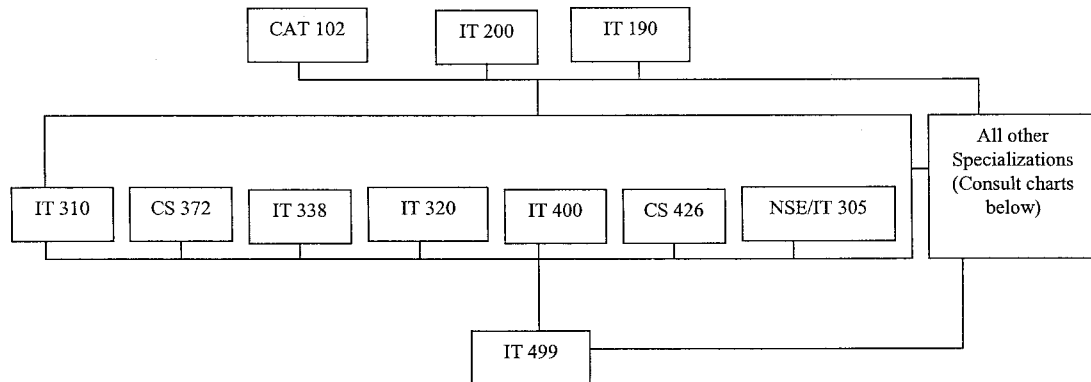 CAT 102
IT 200
IT 190
All other
Specializations
(Consult charts
below)
IT 310
CS 372
IT 338
IT 320
IT 400
CS 426
NSE/IT 305
IT 499